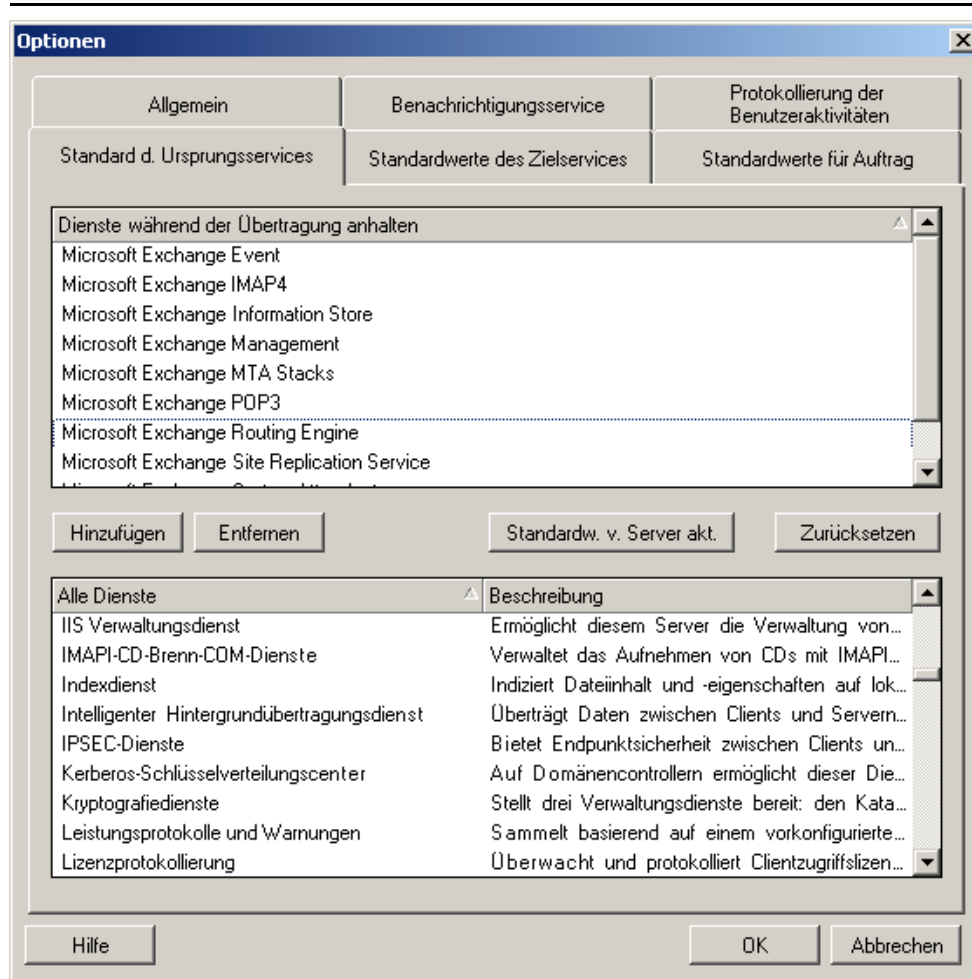 Optionen
Allgemein
Benachrichtigungsservice
Protokollierung der
Benutzeraktivitäten
Standard d. Ursprungsservices
Standardwerte des Zielservices
Standardwerte für Auftrag
Dienste während der Übertragung anhalten
Microsoft Exchange Event
Microsoft Exchange IMAP4
Microsoft Exchange Information Store
Microsoft Exchange Management
Microsoft Exchange MTA Stacks
Microsoft Exchange POP3
Microsoft Exchange Routing Engine
Microsoft Exchange Site Replication Service
Hinzufügen
Entfernen
Standardw. v. Server akt.
Zurücksetzen
Alle Dienste Beschreibung
IIS Verwaltungsdienst Ermöglicht diesem Server die Verwaltung von...
IMAPI-CD-Brenn-COM-Dienste Verwaltet das Aufnehmen von CDs mit IMAPI...
Indexdienst Indiziert Dateiinhalt und -eigenschaften auf lok...
Intelligenter Hintergrundübertragungsdienst Überträgt Daten zwischen Clients und Servern...
IPSEC-Dienste Bietet Endpunktsicherheit zwischen Clients un...
Kerberos-Schlüsselverteilungscenter Auf Domänencontrollern ermöglicht dieser Die...
Kryptografiedienste Stellt drei Verwaltungsdienste bereit: den Kata...
Leistungsprotokolle und Warnungen Sammelt basierend auf einem vorkonfigurierte...
Lizenzprotokollierung Überwacht und protokolliert Clientzugriffslizen...
Hilfe
OK
Abbrechen